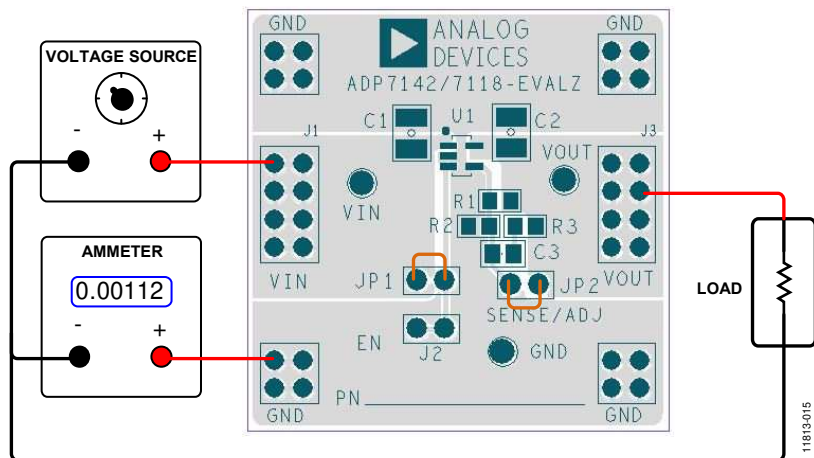 GND
ANALOG
DEVICES
GND
ADP7142/7118-EVALZ
VOLTAGE SOURCE
- +
C1
U1
C2
J1
J3
VOUT
VIN
R1
R2
R3
C3
AMMETER
0.00112
- +
VIN
JP1
JP2
VOUT
LOAD
SENSE/ADJ
EN
J2
GND
PN
GND
GND
11813-015